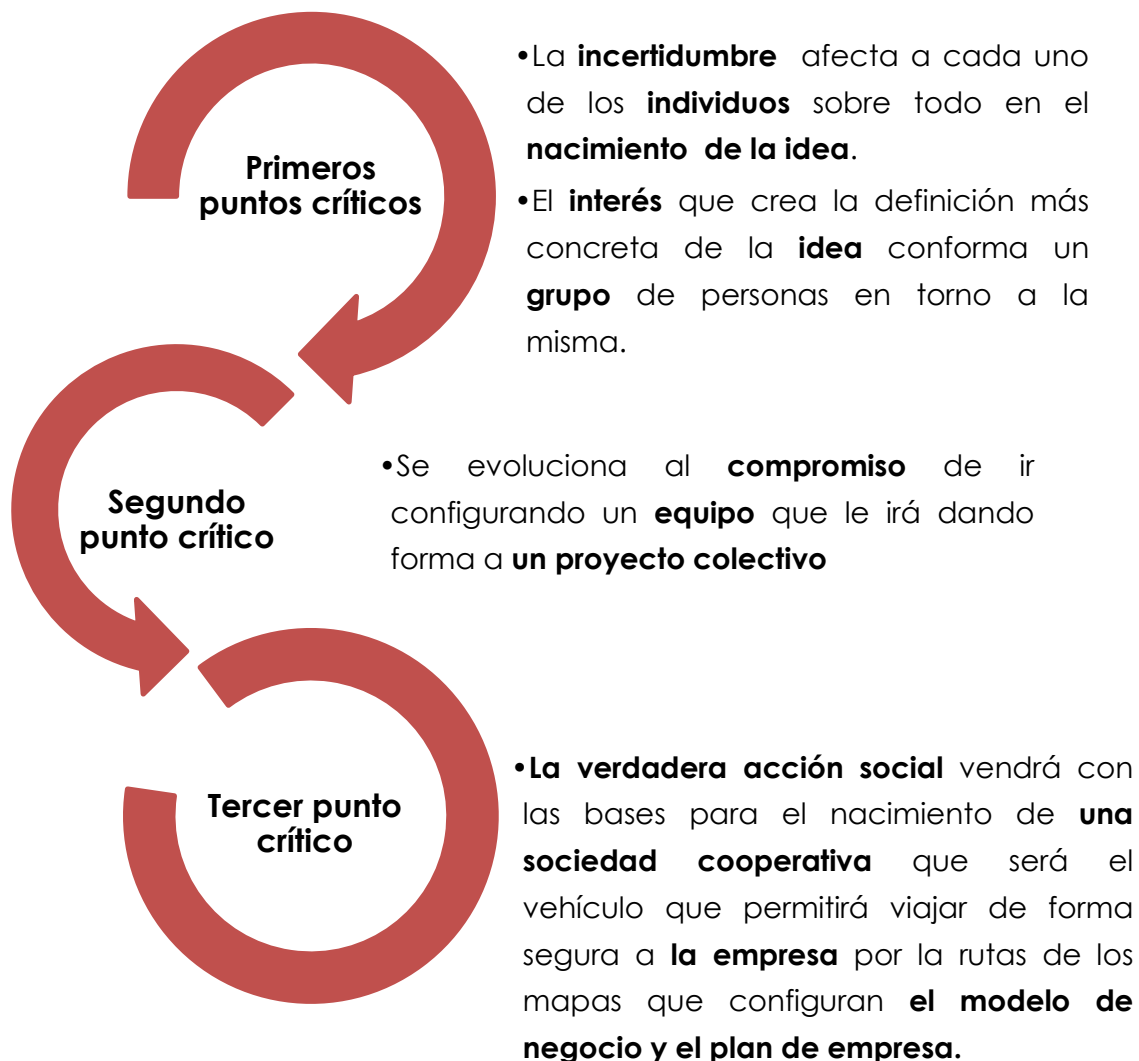 Primeros
puntos críticos
•La incertidumbre afecta a cada uno
de los individuos sobre todo en el
nacimiento de la idea.
•El interés que crea la definición más
concreta de la idea conforma un
grupo de personas en torno a la
misma.
Segundo
punto crítico
•Se evoluciona al compromiso de ir
configurando un equipo que le irá dando
forma a un proyecto colectivo
Tercer punto
crítico
•La verdadera acción social vendrá con
las bases para el nacimiento de una
sociedad cooperativa que será el
vehículo que permitirá viajar de forma
segura a la empresa por la rutas de los
mapas que configuran el modelo de
negocio y el plan de empresa.